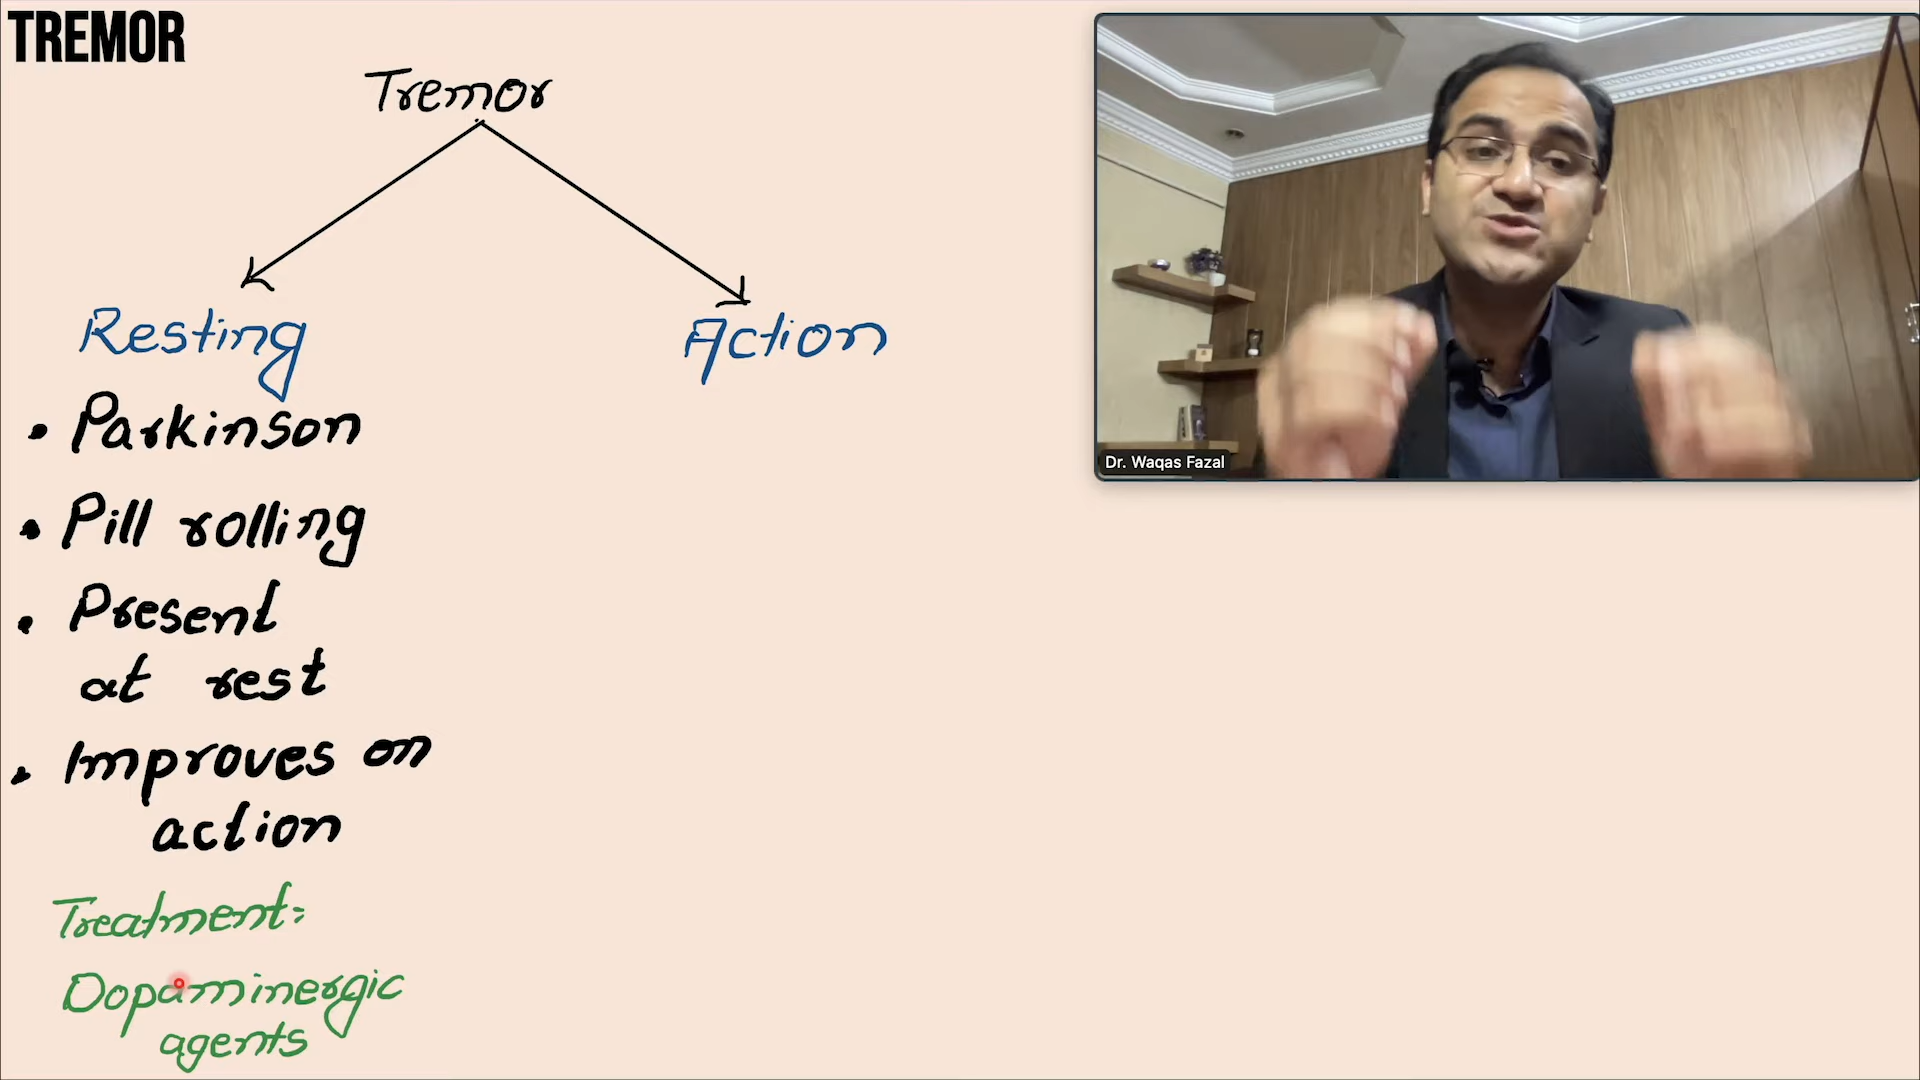 TREMOR
Tremor
Resting
Action
• Parkinson
• Pill rolling
• Present
at rest
• Improves on
action
Treatment:
Dopaminergic
agents
Dr. Waqas Fazal